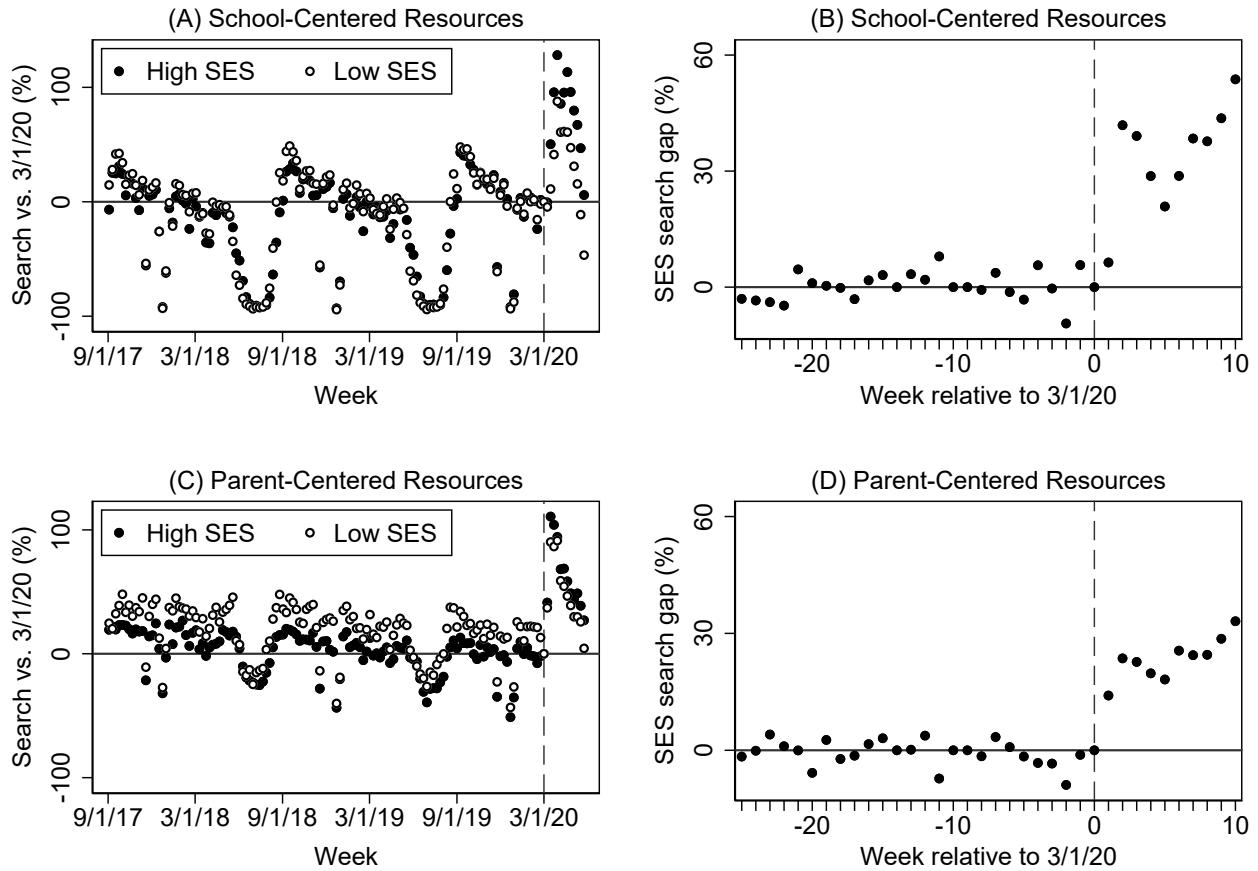 (A) School-Centered Resources
Search vs. 3/1/20 (%)
100
0
-100
High SES
Low SES
9/1/17
3/1/18
9/1/18
3/1/19
9/1/19
3/1/20
Week
(B) School-Centered Resources
SES search gap (%)
60
30
0
-20
-10
0
10
Week relative to 3/1/20
(C) Parent-Centered Resources
Search vs. 3/1/20 (%)
100
0
-100
High SES
Low SES
9/1/17
3/1/18
9/1/18
3/1/19
9/1/19
3/1/20
Week
(D) Parent-Centered Resources
SES search gap (%)
60
30
0
-20
-10
0
10
Week relative to 3/1/20